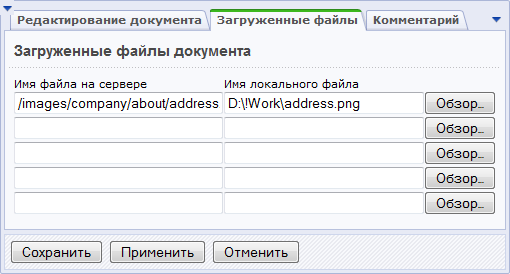 Редактирование документа Загруженные файлы Комментарий
Загруженные файлы документа
Имя файла на сервере Имя локального файла
/images/company/about/address D:\!Work\address.png Обзор...
Обзор...
Обзор...
Обзор...
Обзор...
Сохранить Применить Отменить